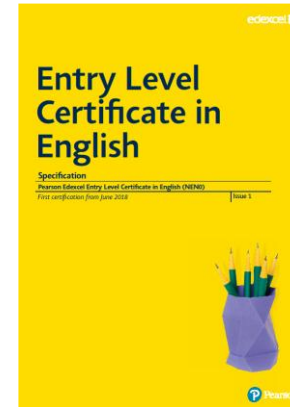 edexcel
Entry Level
Certificate in
English
Specification
Pearson Edexcel Entry Level Certificate in English (NEN0)
First certification from June 2018
Issue 1
Pearson